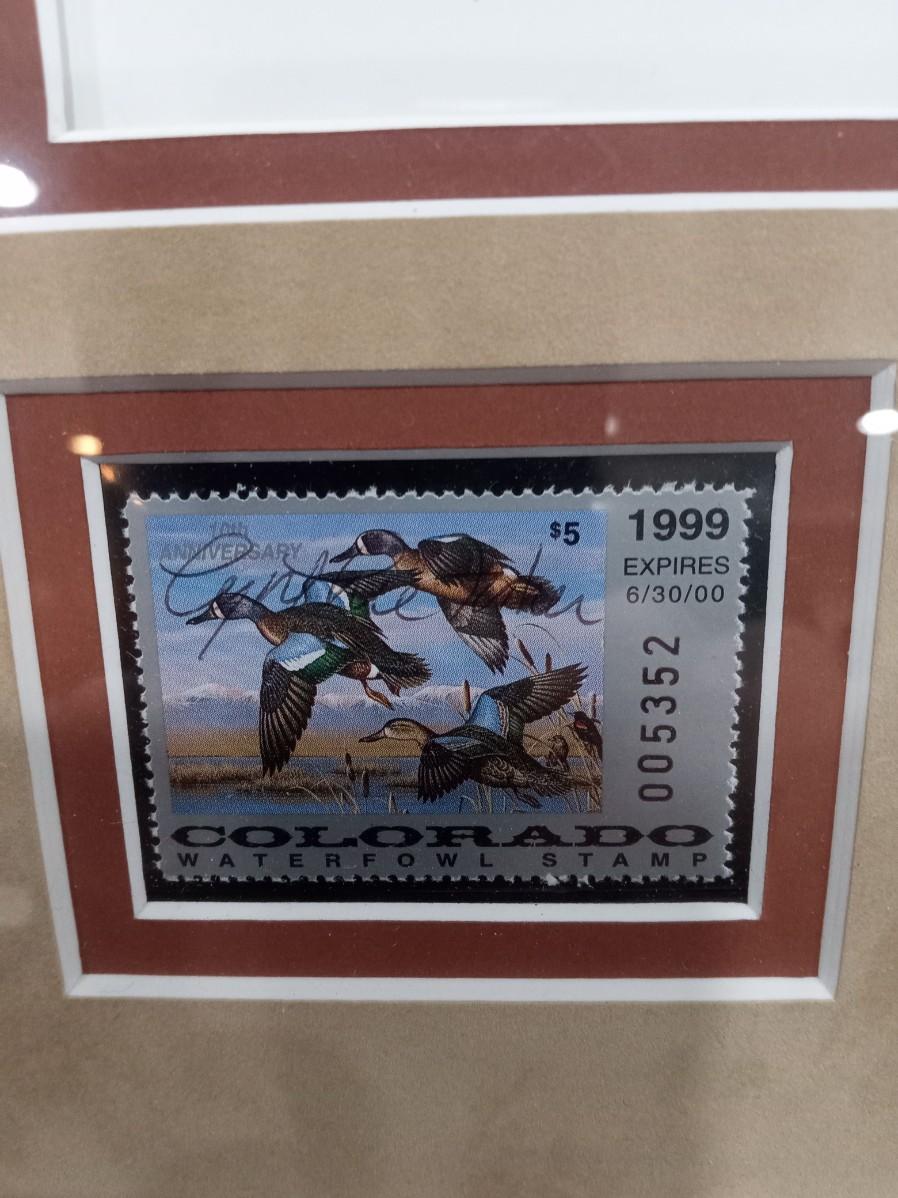 10th
ANNIVERSARY
$5
1999
EXPIRES
6/30/00
005352
COLORADO
WATERFOWL STAMP